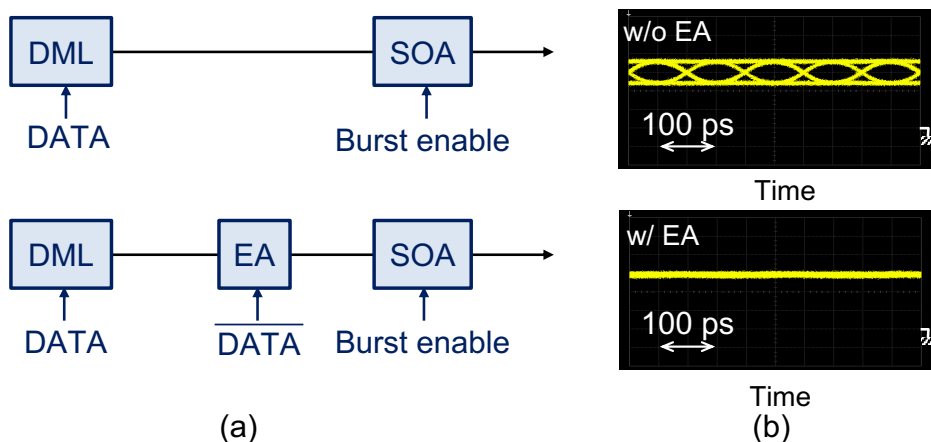 DML
SOA
DATA
Burst enable
w/o EA
100 ps
Time
DML
EA
SOA
DATA
DATA
Burst enable
w/ EA
100 ps
Time
(a)
(b)